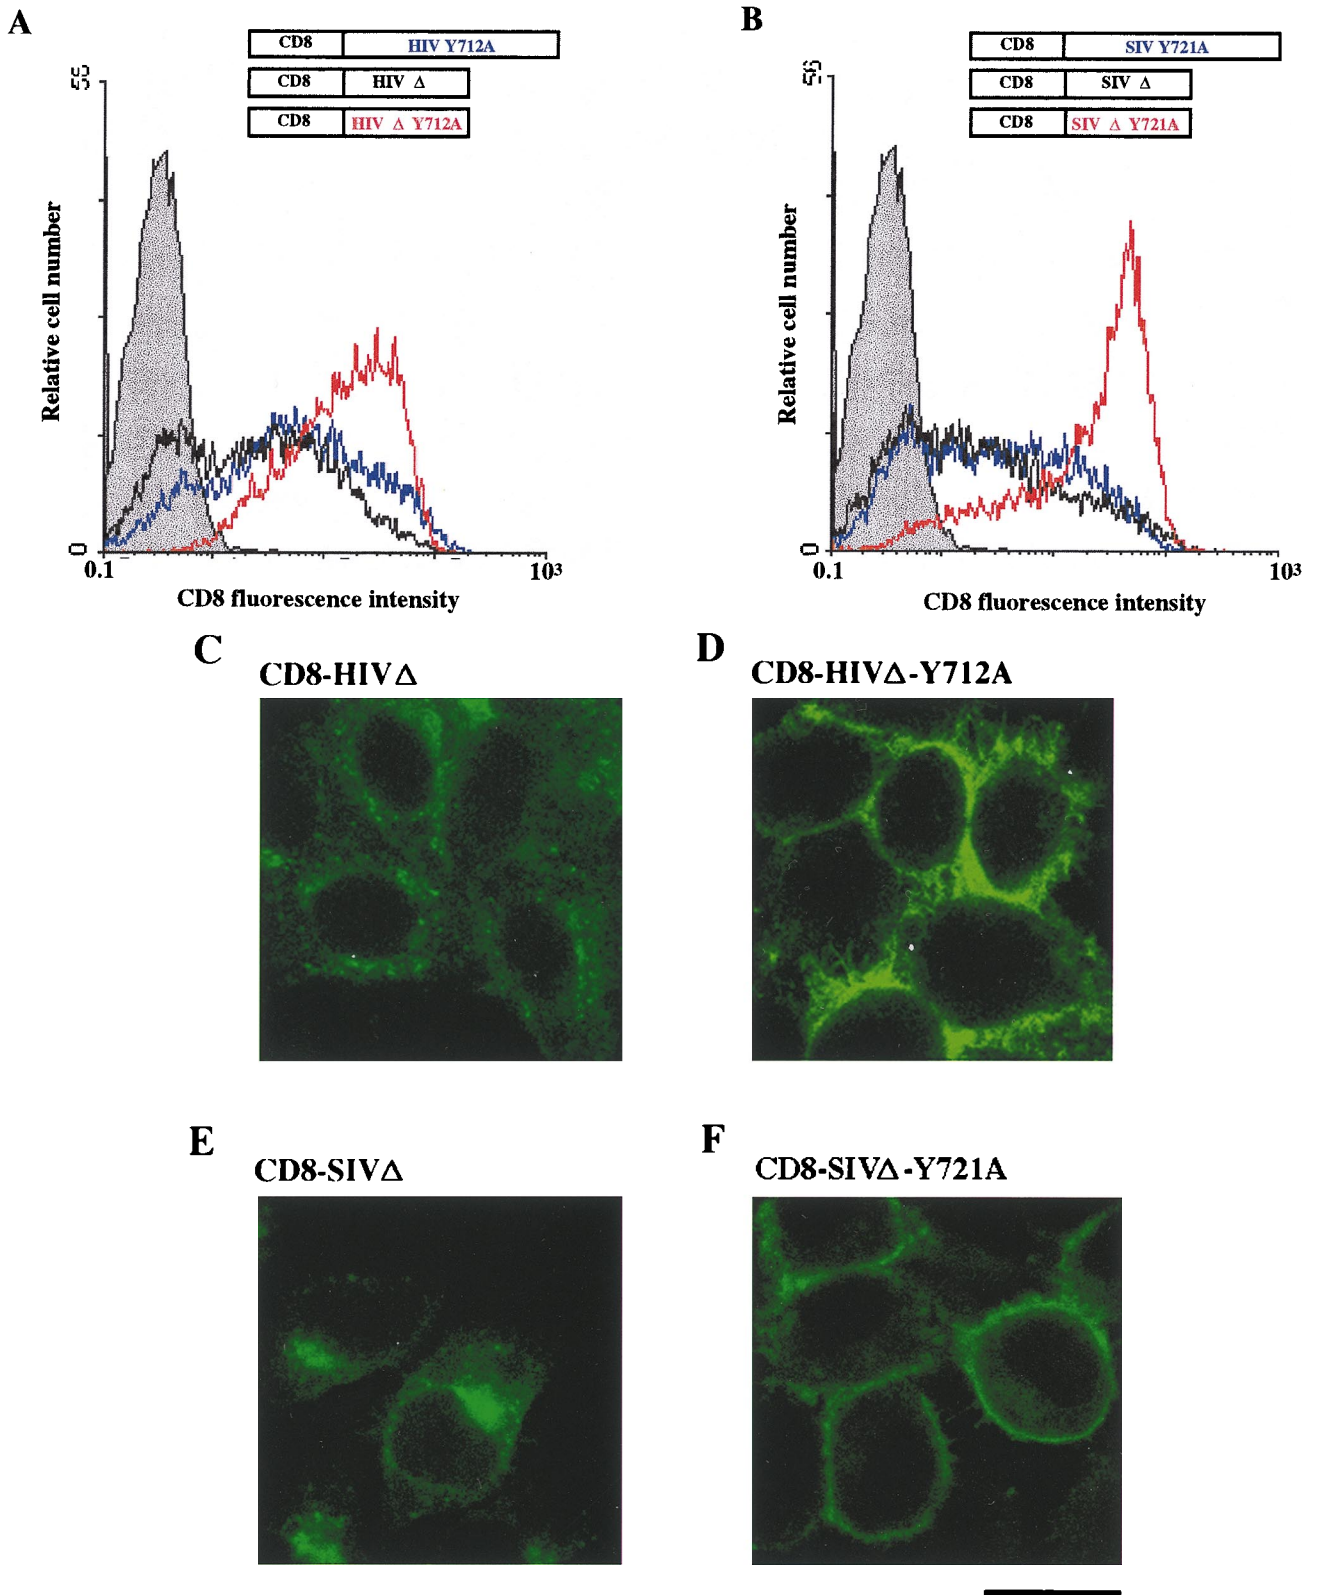 A
CD8 HIV Y712A
CD8 HIV Δ
CD8 HIV Δ Y712A
Relative cell number
0
0.1 10³
CD8 fluorescence intensity
B
CD8 SIV Y721A
CD8 SIV Δ
CD8 SIV Δ Y721A
Relative cell number
0
0.1 10³
CD8 fluorescence intensity
C
CD8-HIVΔ
D
CD8-HIVΔ-Y712A
E
CD8-SIVΔ
F
CD8-SIVΔ-Y721A